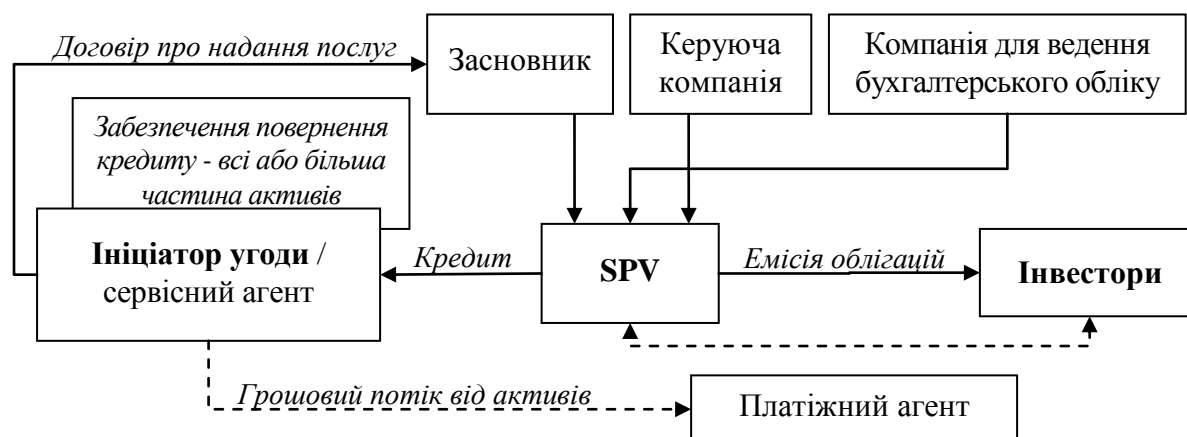 Договір про надання послуг
Засновник
Керуюча
компанія
Компанія для ведення
бухгалтерського обліку
Забезпечення повернення
кредиту - всі або більша
частина активів
Ініціатор угоди /
сервісний агент
Кредит
SPV
Емісія облігацій
Інвестори
Грошовий потік від активів
Платіжний агент